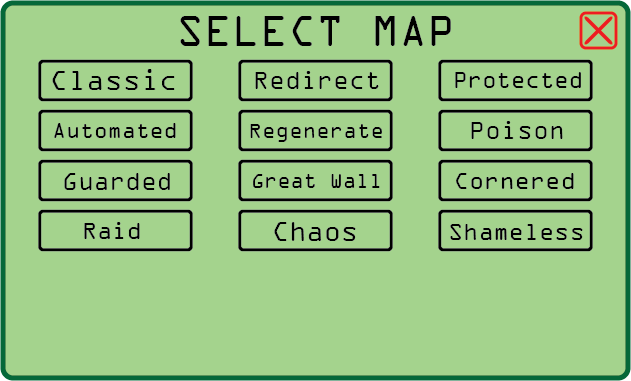 SELECT MAP
Classic Redirect Protected
Automated Regenerate Poison
Guarded Great Wall Cornered
Raid Chaos Shameless